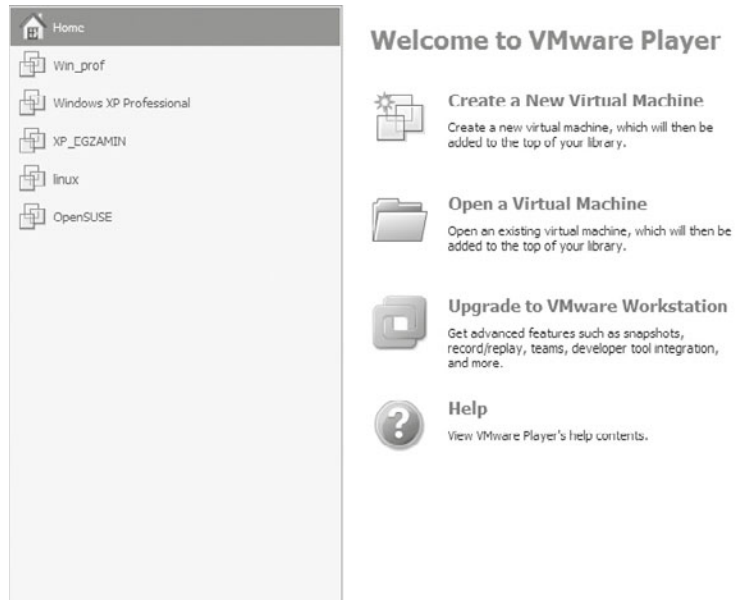 Home
Win_prof
Windows XP Professional
XP_EGZAMIN
linux
OpenSUSE
Welcome to VMware Player
Create a New Virtual Machine
Create a new virtual machine, which will then be
added to the top of your library.
Open a Virtual Machine
Open an existing virtual machine, which will then be
added to the top of your library.
Upgrade to VMware Workstation
Get advanced features such as snapshots,
record/replay, teams, developer tool integration,
and more.
Help
View VMware Player's help contents.